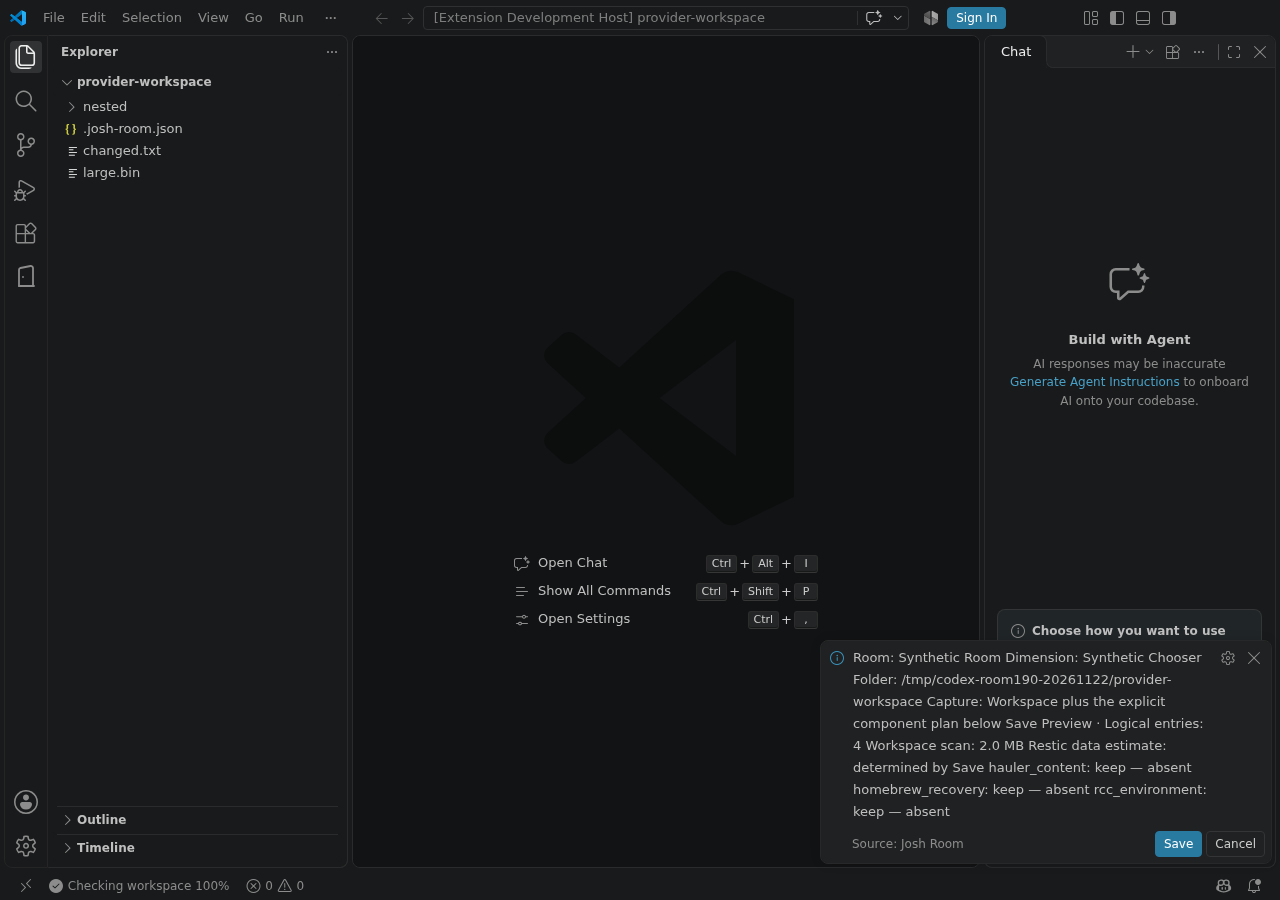 File Edit Selection View Go Run ···
[Extension Development Host] provider-workspace
Sign In
Explorer
provider-workspace
nested
{} .josh-room.json
changed.txt
large.bin
Outline
Timeline
Open Chat Ctrl + Alt + I
Show All Commands Ctrl + Shift + P
Open Settings Ctrl + ,
Chat
Build with Agent
AI responses may be inaccurate
Generate Agent Instructions to onboard
AI onto your codebase.
Choose how you want to use
Room: Synthetic Room Dimension: Synthetic Chooser
Folder: /tmp/codex-room190-20261122/provider-
workspace Capture: Workspace plus the explicit
component plan below Save Preview · Logical entries:
4 Workspace scan: 2.0 MB Restic data estimate:
determined by Save hauler_content: keep — absent
homebrew_recovery: keep — absent rcc_environment:
keep — absent
Source: Josh Room
Save
Cancel
Checking workspace 100%
0
0